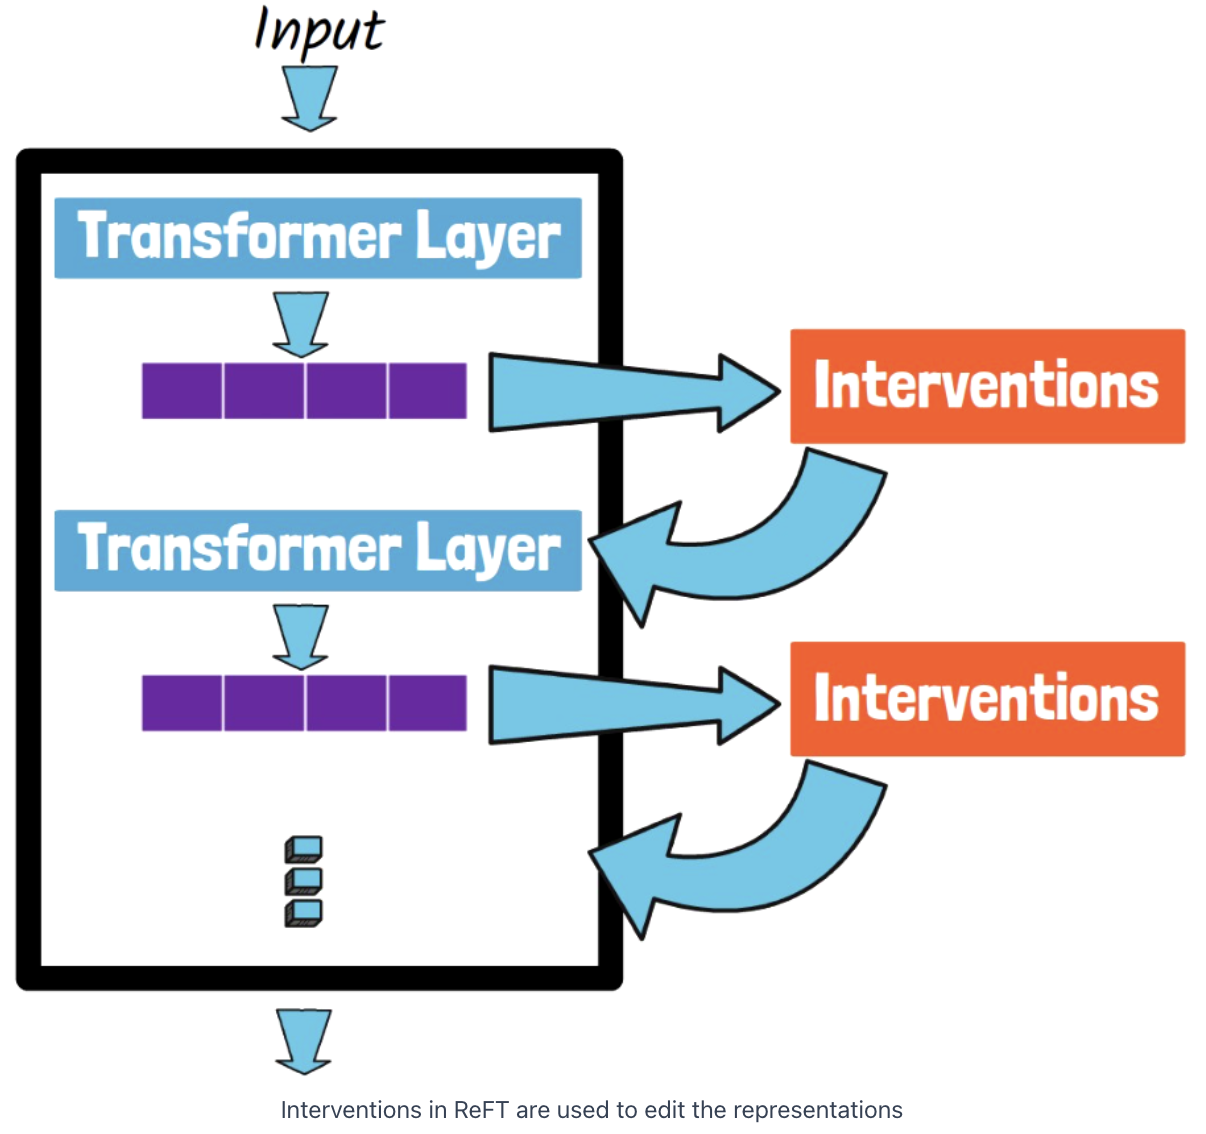 Input
Transformer Layer
Interventions
Transformer Layer
Interventions
Interventions in ReFT are used to edit the representations